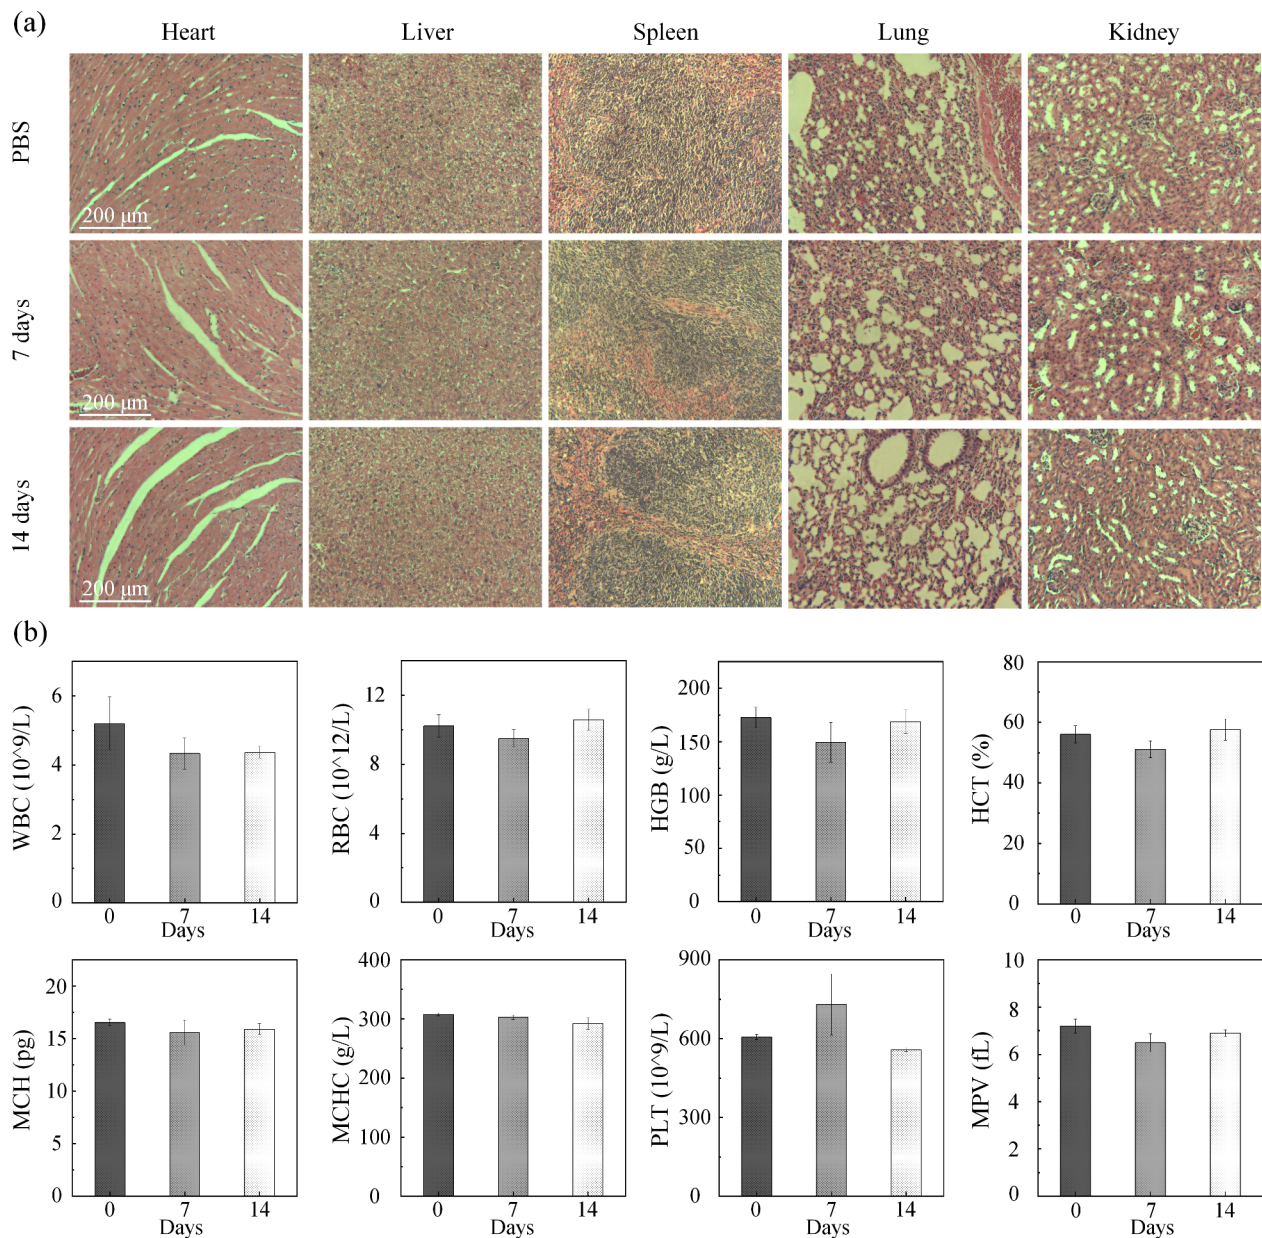 (a)
Heart Liver Spleen Lung Kidney
PBS
200 μm
7 days
200 μm
14 days
200 μm
(b)
WBC (10^9/L)
6
4
2
0
0 7 14
Days
RBC (10^12/L)
12
8
4
0
0 7 14
Days
HGB (g/L)
200
150
100
50
0
0 7 14
Days
HCT (%)
80
60
40
20
0
0 7 14
Days
MCH (pg)
20
15
10
5
0
0 7 14
Days
MCHC (g/L)
400
300
200
100
0
0 7 14
Days
PLT (10^9/L)
900
600
300
0
0 7 14
Days
MPV (fL)
10
8
6
4
2
0
0 7 14
Days